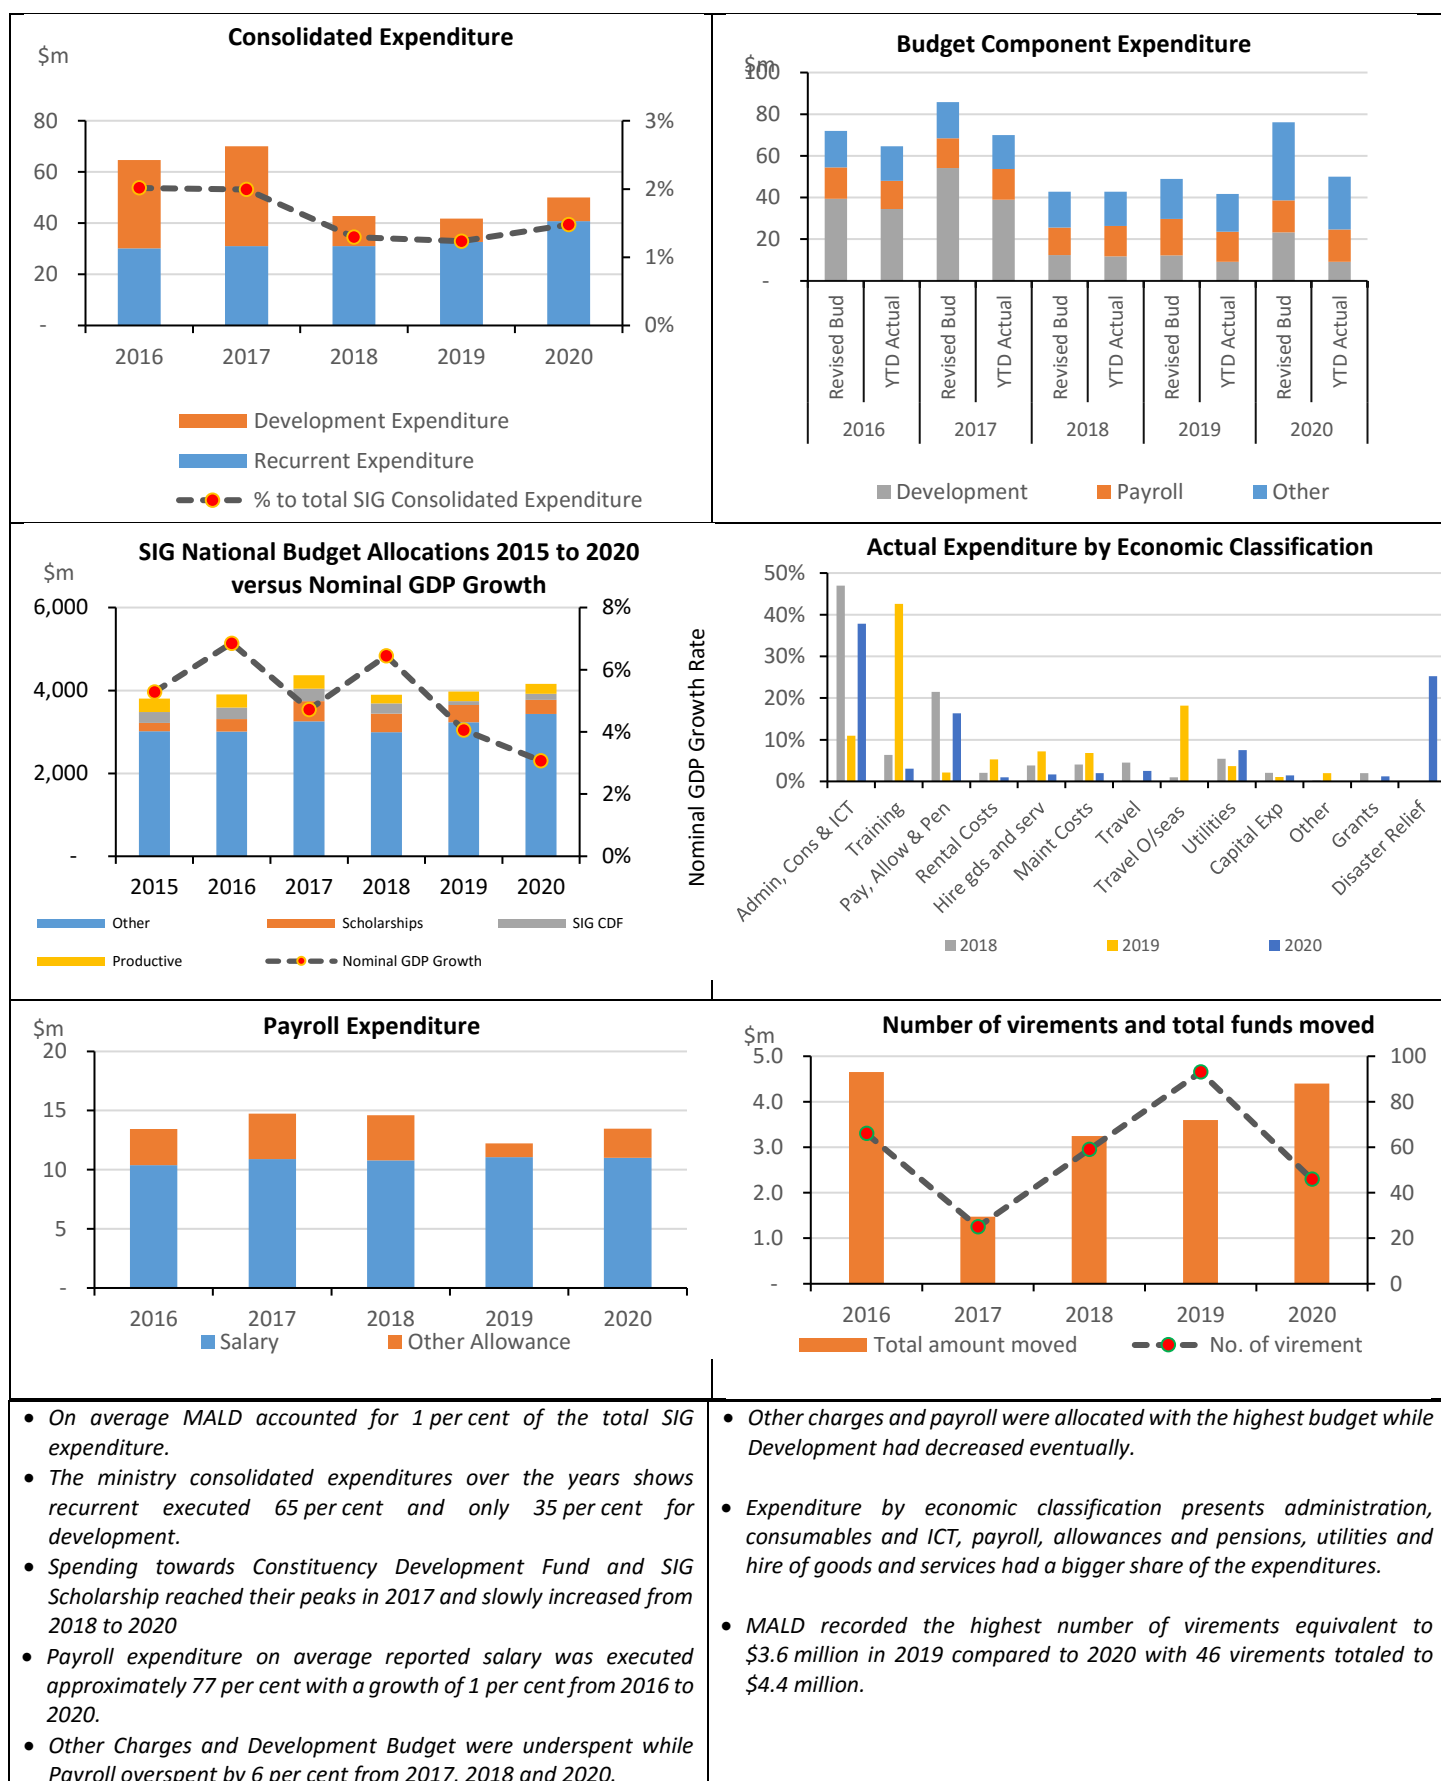 Consolidated Expenditure
$m
80
60
40
20
-
3%
2%
1%
0%
2016 2017 2018 2019 2020
Development Expenditure
Recurrent Expenditure
% to total SIG Consolidated Expenditure
Budget Component Expenditure
$m
100
80
60
40
20
-
Revised Bud
YTD Actual
Revised Bud
YTD Actual
Revised Bud
YTD Actual
Revised Bud
YTD Actual
Revised Bud
YTD Actual
2016 2017 2018 2019 2020
Development Payroll Other
SIG National Budget Allocations 2015 to 2020
versus Nominal GDP Growth
$m
6,000
4,000
2,000
-
8%
6%
4%
2%
0%
Nominal GDP Growth Rate
2015 2016 2017 2018 2019 2020
Other Scholarships SIG CDF
Productive Nominal GDP Growth
Actual Expenditure by Economic Classification
50%
40%
30%
20%
10%
0%
Admin, Cons & ICT
Training
Pay, Allow & Pen
Rental Costs
Hire gds and serv
Maint Costs
Travel
Travel O/seas
Utilities
Capital Exp
Other
Grants
Disaster Relief
2018 2019 2020
Payroll Expenditure
$m
20
15
10
5
-
2016 2017 2018 2019 2020
Salary Other Allowance
Number of virements and total funds moved
$m
5.0
4.0
3.0
2.0
1.0
-
100
80
60
40
20
0
2016 2017 2018 2019 2020
Total amount moved No. of virement
• On average MALD accounted for 1 per cent of the total SIG
expenditure.
• The ministry consolidated expenditures over the years shows
recurrent executed 65 per cent and only 35 per cent for
development.
• Spending towards Constituency Development Fund and SIG
Scholarship reached their peaks in 2017 and slowly increased from
2018 to 2020
• Payroll expenditure on average reported salary was executed
approximately 77 per cent with a growth of 1 per cent from 2016 to
2020.
• Other Charges and Development Budget were underspent while
Payroll overspent by 6 per cent from 2017, 2018 and 2020.
• Other charges and payroll were allocated with the highest budget while
Development had decreased eventually.
• Expenditure by economic classification presents administration,
consumables and ICT, payroll, allowances and pensions, utilities and
hire of goods and services had a bigger share of the expenditures.
• MALD recorded the highest number of virements equivalent to
$3.6 million in 2019 compared to 2020 with 46 virements totaled to
$4.4 million.